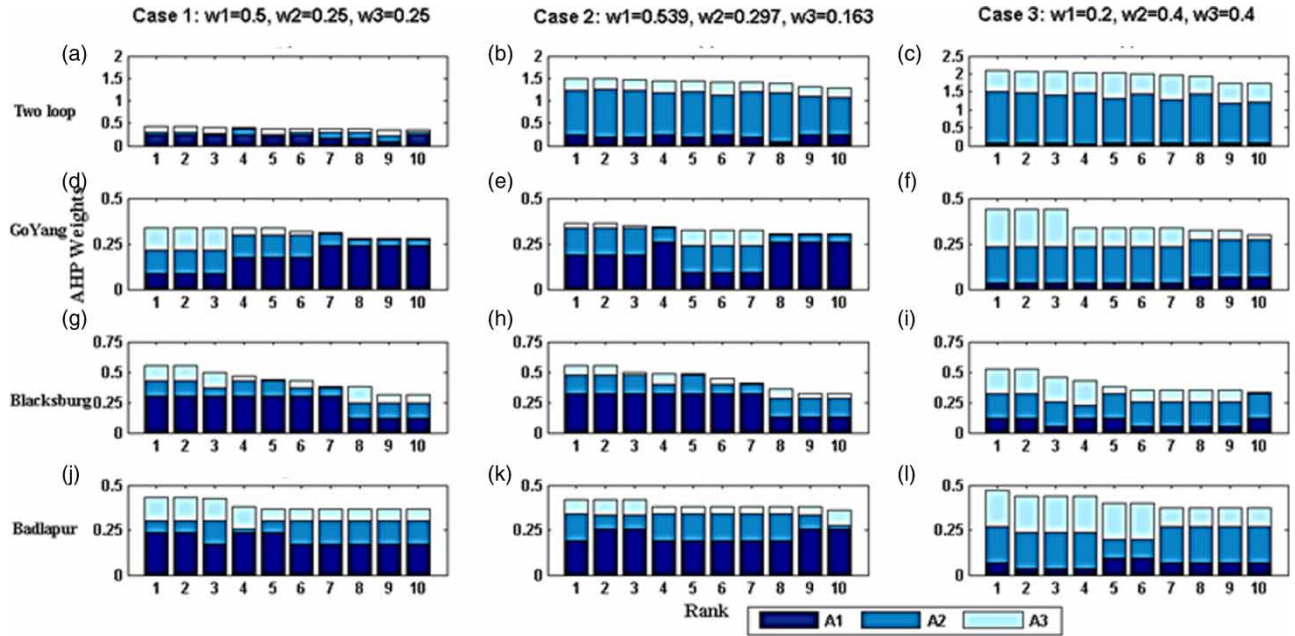 Case 1: w1=0.5, w2=0.25, w3=0.25
Case 2: w1=0.539, w2=0.297, w3=0.163
Case 3: w1=0.2, w2=0.4, w3=0.4
(a)
2
1.5
1
0.5
0
1 2 3 4 5 6 7 8 9 10
(b)
2
1.5
1
0.5
0
1 2 3 4 5 6 7 8 9 10
(c)
2.5
2
1.5
1
0.5
0
1 2 3 4 5 6 7 8 9 10
Two loop
(d)
0.5
0.25
0
1 2 3 4 5 6 7 8 9 10
(e)
0.5
0.25
0
1 2 3 4 5 6 7 8 9 10
(f)
0.5
0.25
0
1 2 3 4 5 6 7 8 9 10
GoYang
AHP Weights
(g)
0.75
0.5
0.25
0
1 2 3 4 5 6 7 8 9 10
(h)
0.75
0.5
0.25
0
1 2 3 4 5 6 7 8 9 10
(i)
0.75
0.5
0.25
0
1 2 3 4 5 6 7 8 9 10
Blacksburg
(j)
0.5
0.25
0
1 2 3 4 5 6 7 8 9 10
(k)
0.5
0.25
0
1 2 3 4 5 6 7 8 9 10
(l)
0.5
0.25
0
1 2 3 4 5 6 7 8 9 10
Badlapur
Rank
A1 A2 A3